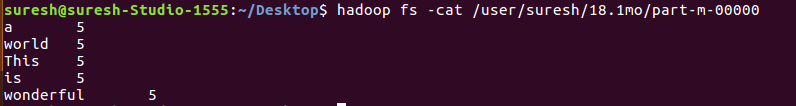 suresh@suresh-Studio-1555:~/Desktop$ hadoop fs -cat /user/suresh/18.1mo/part-m-00000
a	5
world	5
This	5
is	5
wonderful	5